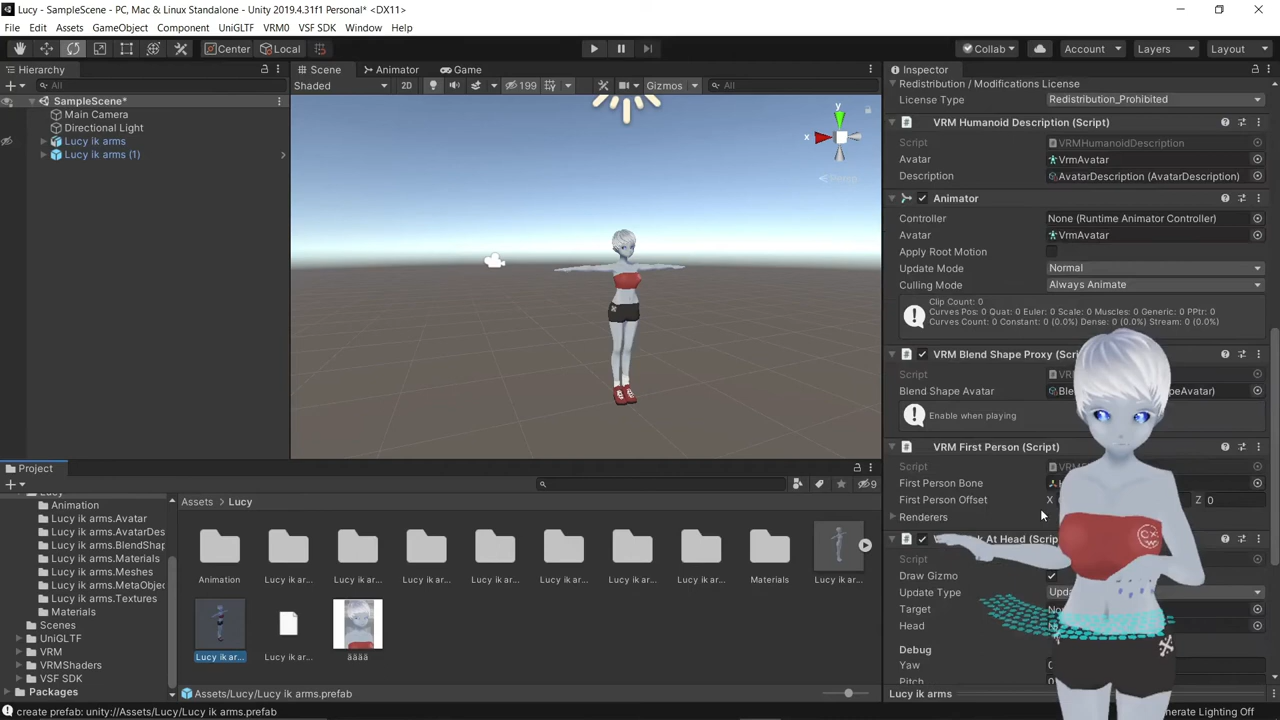 Lucy - SampleScene - PC, Mac & Linux Standalone - Unity 2019.4.31f1 Personal* <DX11>
File Edit Assets GameObject Component UniGLTF VRM0 VSF SDK Window Help
Center Local Collab Account Layers Layout
Hierarchy
All
SampleScene*
Main Camera
Directional Light
Lucy ik arms
Lucy ik arms (1)
Scene Animator Game
Shaded 2D 199 Gizmos All
y
x
Persp
Inspector
Redistribution / Modifications License
License Type Redistribution_Prohibited
VRM Humanoid Description (Script)
Script VRMHumanoidDescription
Avatar VrmAvatar
Description AvatarDescription (AvatarDescription)
Animator
Controller None (Runtime Animator Controller)
Avatar VrmAvatar
Apply Root Motion
Update Mode Normal
Culling Mode Always Animate
Clip Count: 0
Curves Pos: 0 Quat: 0 Euler: 0 Scale: 0 Muscles: 0 Generic: 0 PPtr: 0
Curves Count: 0 Constant: 0 (0.0%) Dense: 0 (0.0%) Stream: 0 (0.0%)
VRM Blend Shape Proxy (Scri
Script
Blend Shape Avatar
Enable when playing
VRM First Person (Script)
Script
First Person Bone
First Person Offset X Z 0
Renderers
At Head (Scrip
Script
Draw Gizmo
Update Type
Target
Head
Debug
Yaw
Pitch
Lucy ik arms
nerate Lighting Off
Project
9
Animation
Lucy ik arms.Avatar
Lucy ik arms.AvatarDes
Lucy ik arms.BlendShap
Lucy ik arms.Materials
Lucy ik arms.Meshes
Lucy ik arms.MetaObjec
Lucy ik arms.Textures
Materials
Scenes
UniGLTF
VRM
VRMShaders
VSF SDK
Packages
Assets Lucy
Animation Lucy ik ar... Lucy ik ar... Lucy ik ar... Lucy ik ar... Lucy ik ar... Lucy ik ar... Lucy ik ar... Materials Lucy ik ar...
Lucy ik ar... Lucy ik ar... ääää
Assets/Lucy/Lucy ik arms.prefab
create prefab: unity://Assets/Lucy/Lucy ik arms.prefab